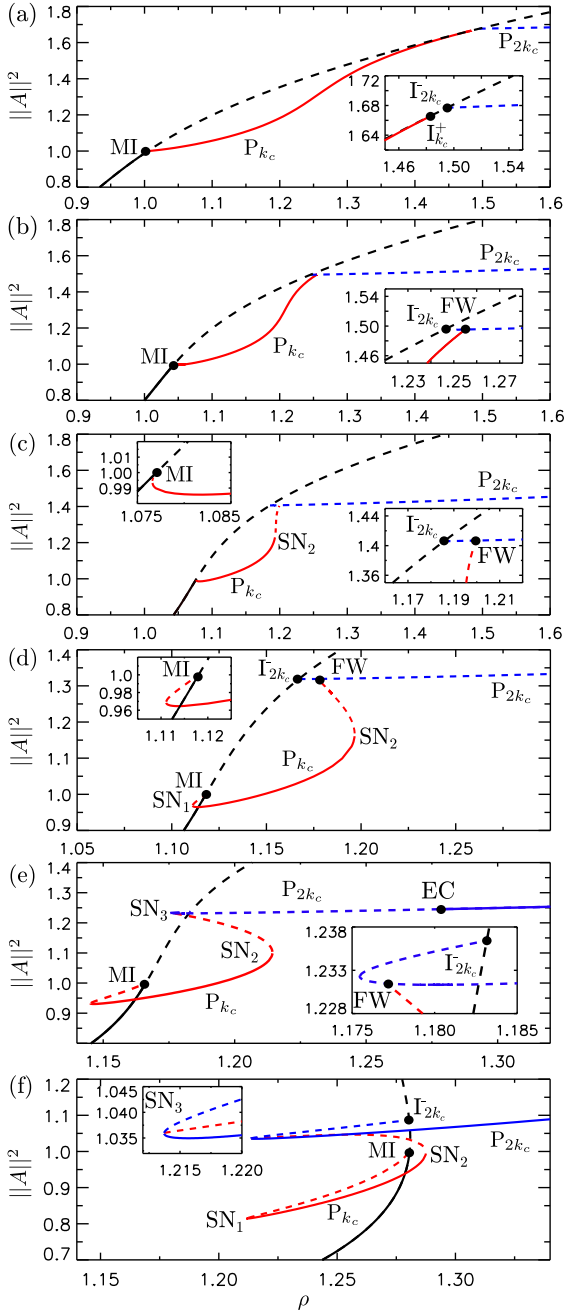 (a)
||A||²
1.8
1.6
1.4
1.2
1.0
0.8
MI
P_{k_c}
P_{2k_c}
1.72
1.68
1.64
I⁻_{2k_c}
I⁺_{k_c}
1.46 1.50 1.54
0.9 1.0 1.1 1.2 1.3 1.4 1.5 1.6
(b)
||A||²
1.8
1.6
1.4
1.2
1.0
0.8
MI
P_{k_c}
P_{2k_c}
1.54
1.50
1.46
I⁻_{2k_c} FW
1.23 1.25 1.27
0.9 1.0 1.1 1.2 1.3 1.4 1.5 1.6
(c)
||A||²
1.8
1.6
1.4
1.2
1.0
0.8
1.01
1.00
0.99
MI
1.075 1.085
P_{2k_c}
SN₂
P_{k_c}
1.44
1.40
1.36
I⁻_{2k_c}
FW
1.17 1.19 1.21
0.9 1.0 1.1 1.2 1.3 1.4 1.5 1.6
(d)
||A||²
1.4
1.3
1.2
1.1
1.0
0.9
1.0
0.98
0.96
MI
1.11 1.12
I⁻_{2k_c} FW
P_{2k_c}
SN₂
P_{k_c}
MI
SN₁
1.05 1.10 1.15 1.20 1.25
(e)
||A||²
1.4
1.3
1.2
1.1
1.0
0.9
SN₃
P_{2k_c}
EC
SN₂
MI
P_{k_c}
1.238
1.231
1.228
I⁻_{2k_c}
FW
1.175 1.180 1.185
1.15 1.20 1.25 1.30
(f)
||A||²
1.2
1.1
1.0
0.9
0.8
0.7
1.045
1.040
1.035
SN₃
1.215 1.220
I⁻_{2k_c}
P_{2k_c}
MI
SN₂
SN₁
P_{k_c}
1.15 1.20 1.25 1.30
ρ